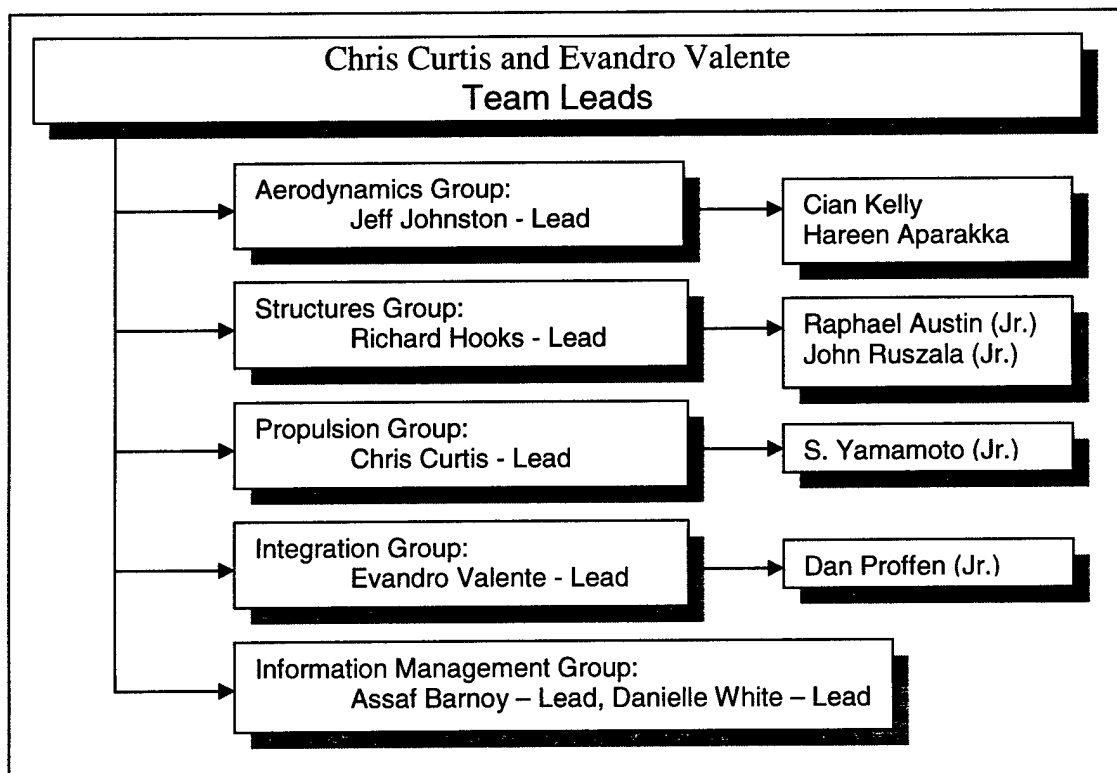 Chris Curtis and Evandro Valente
Team Leads
Aerodynamics Group:
Jeff Johnston - Lead
Cian Kelly
Hareen Aparakka
Structures Group:
Richard Hooks - Lead
Raphael Austin (Jr.)
John Ruszala (Jr.)
Propulsion Group:
Chris Curtis - Lead
S. Yamamoto (Jr.)
Integration Group:
Evandro Valente - Lead
Dan Proffen (Jr.)
Information Management Group:
Assaf Barnoy – Lead, Danielle White – Lead